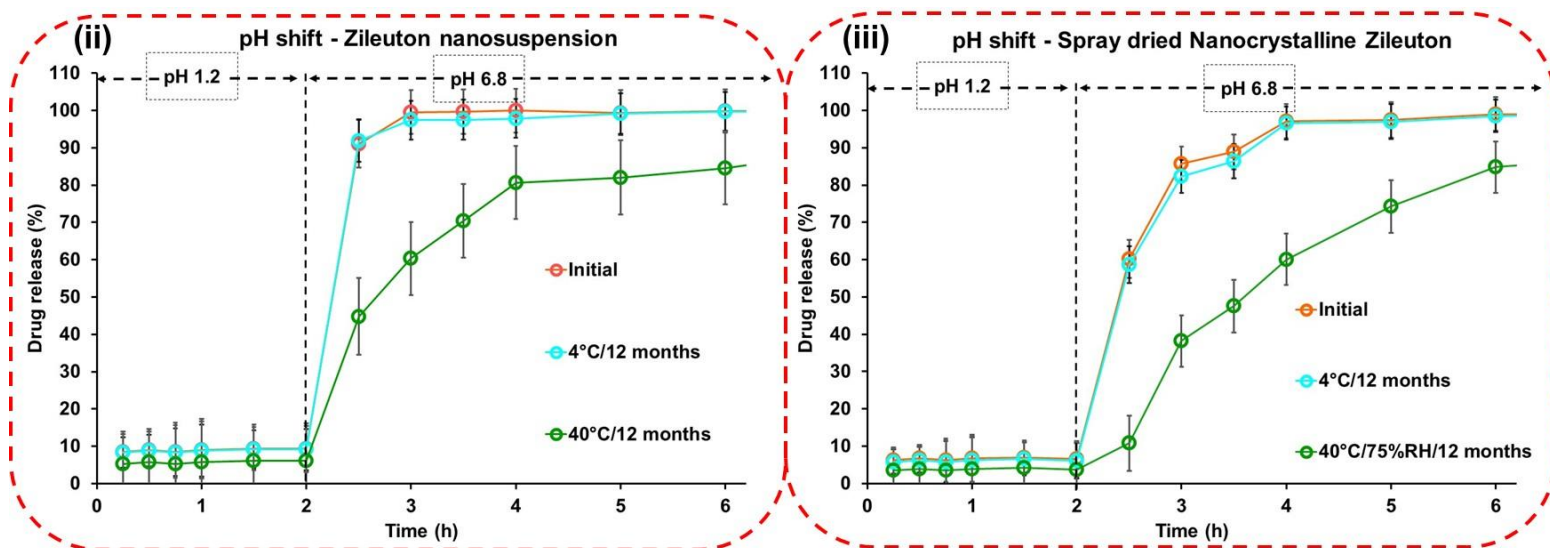 (ii)
pH shift - Zileuton nanosuspension
pH 1.2
pH 6.8
110
100
90
80
70
60
50
40
30
20
10
0
Drug release (%)
Initial
4°C/12 months
40°C/12 months
0 1 2 3 4 5 6
Time (h)
(iii)
pH shift - Spray dried Nanocrystalline Zileuton
pH 1.2
pH 6.8
110
100
90
80
70
60
50
40
30
20
10
0
Drug release (%)
Initial
4°C/12 months
40°C/75%RH/12 months
0 1 2 3 4 5 6
Time (h)